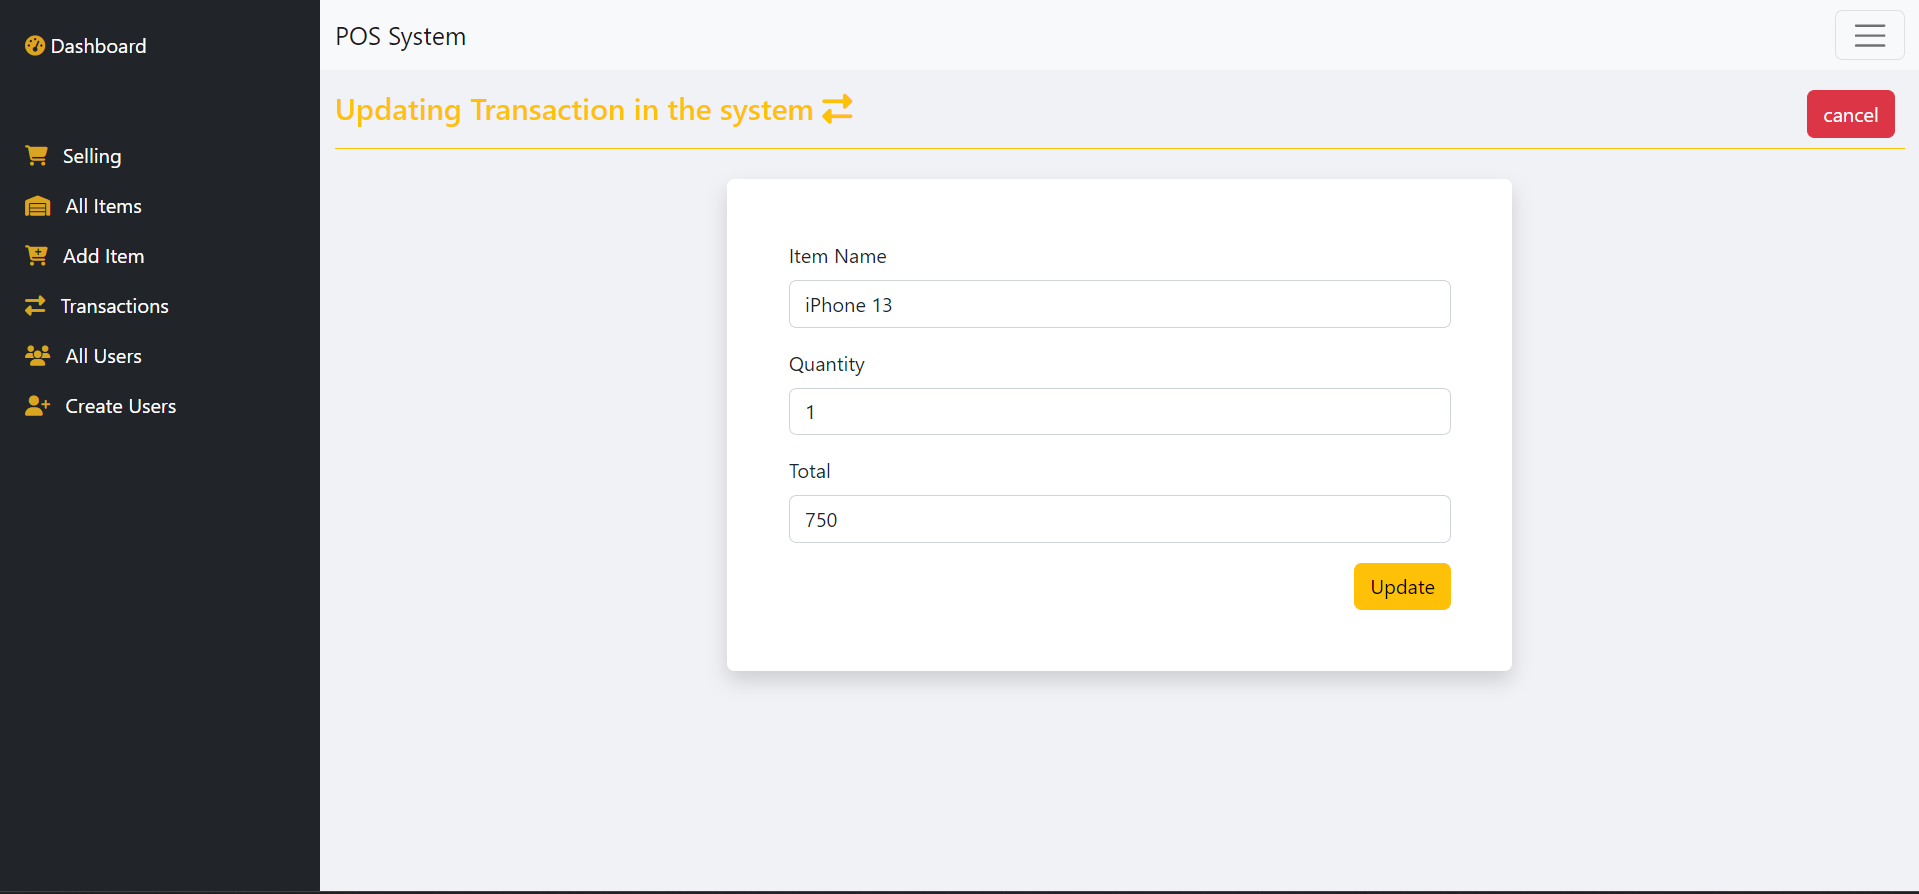 Dashboard
Selling
All Items
Add Item
Transactions
All Users
Create Users
POS System
Updating Transaction in the system
cancel
Item Name
iPhone 13
Quantity
1
Total
750
Update